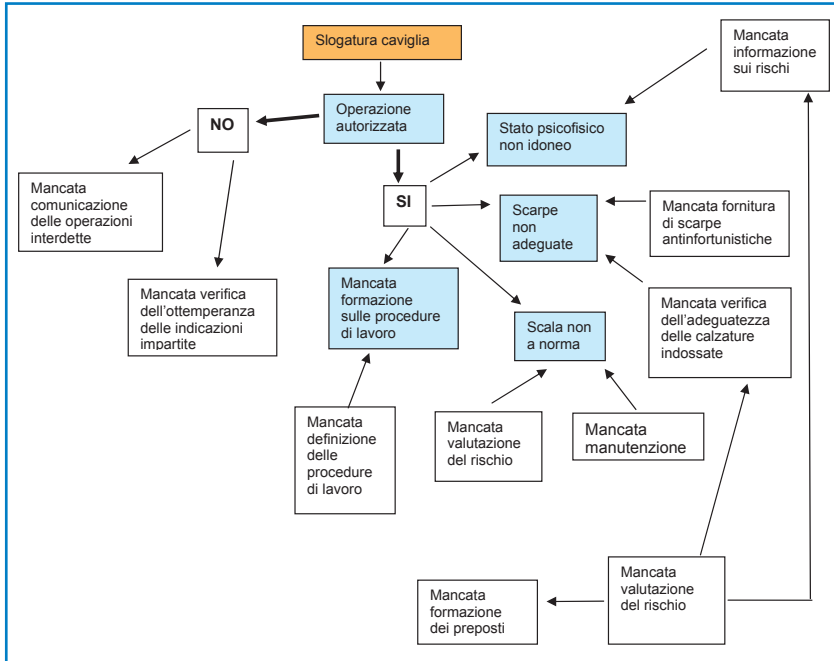 Slogatura caviglia
Mancata
informazione
sui rischi
Operazione
autorizzata
NO
Stato psicofisico
non idoneo
Mancata
comunicazione
delle operazioni
interdette
SI
Scarpe
non
adeguate
Mancata fornitura
di scarpe
antinfortunistiche
Mancata verifica
dell'ottemperanza
delle indicazioni
impartite
Mancata
formazione
sulle procedure
di lavoro
Scala non
a norma
Mancata verifica
dell'adeguatezza
delle calzature
indossate
Mancata
definizione
delle
procedure
di lavoro
Mancata
valutazione
del rischio
Mancata
manutenzione
Mancata
formazione
dei preposti
Mancata
valutazione
del rischio